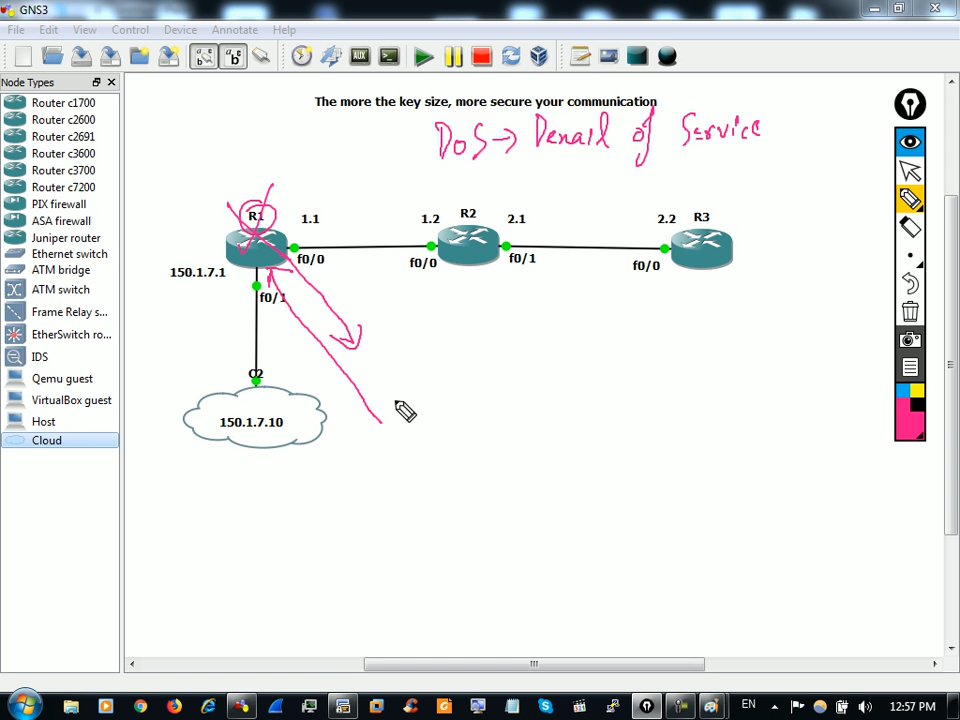 GNS3
File Edit View Control Device Annotate Help
Node Types
Router c1700
Router c2600
Router c2691
Router c3600
Router c3700
Router c7200
PIX firewall
ASA firewall
Juniper router
Ethernet switch
ATM bridge
ATM switch
Frame Relay s...
EtherSwitch ro...
IDS
Qemu guest
VirtualBox guest
Host
Cloud
AUX
The more the key size, more secure your communication
DoS → Denail of Service
R1 1.1 1.2 R2 2.1 2.2 R3
f0/0 f0/0 f0/1 f0/0
150.1.7.1
f0/1
C2
150.1.7.10
EN 12:57 PM